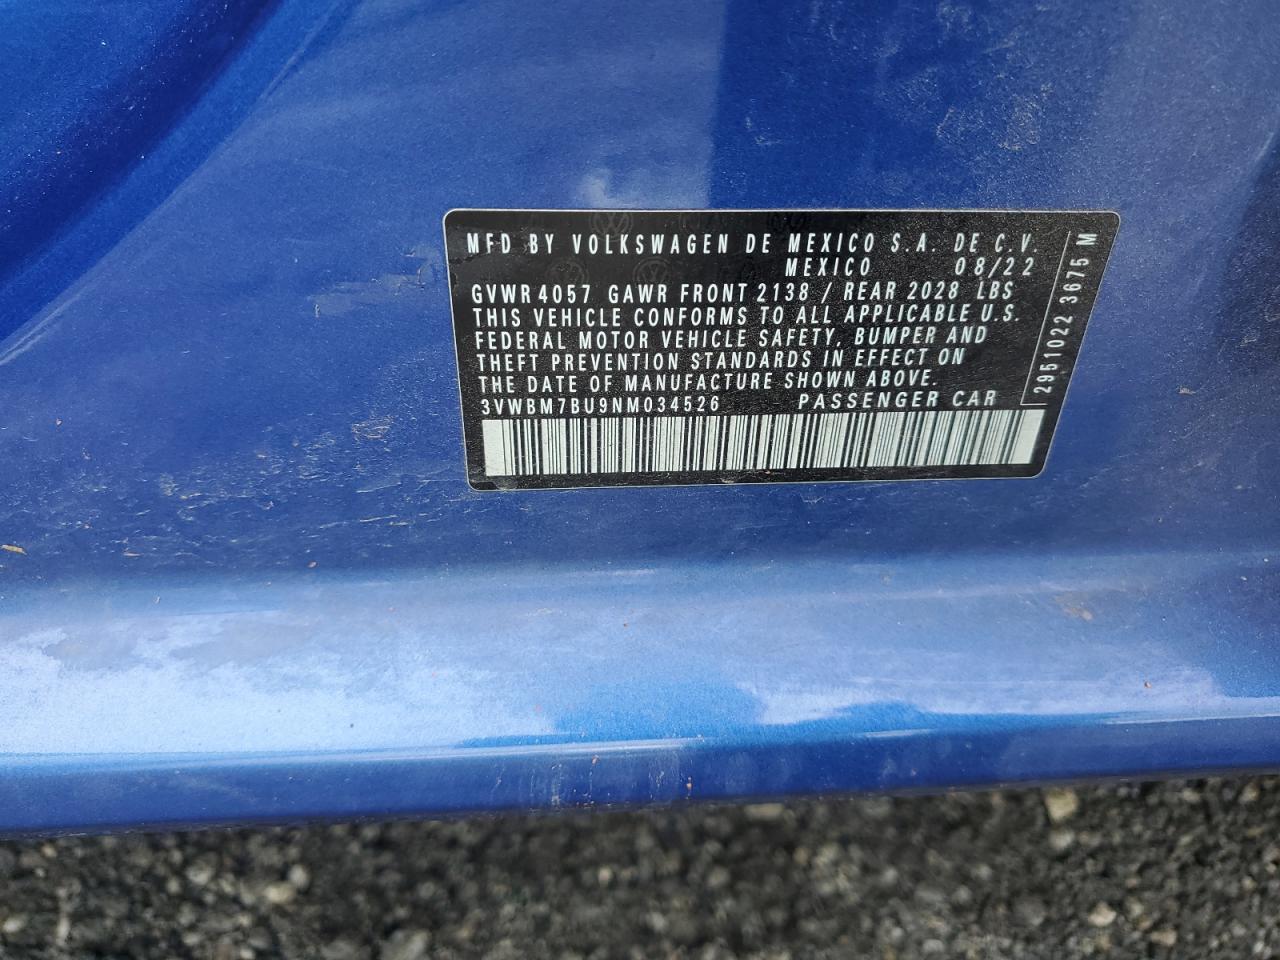 MFD BY VOLKSWAGEN DE MEXICO S.A. DE C.V.
MEXICO 08/22
GVWR 4057 GAWR FRONT 2138 / REAR 2028 LBS
THIS VEHICLE CONFORMS TO ALL APPLICABLE U.S.
FEDERAL MOTOR VEHICLE SAFETY, BUMPER AND
THEFT PREVENTION STANDARDS IN EFFECT ON
THE DATE OF MANUFACTURE SHOWN ABOVE.
3VWBM7BU9NM034526 PASSENGER CAR
2951022 3675 M